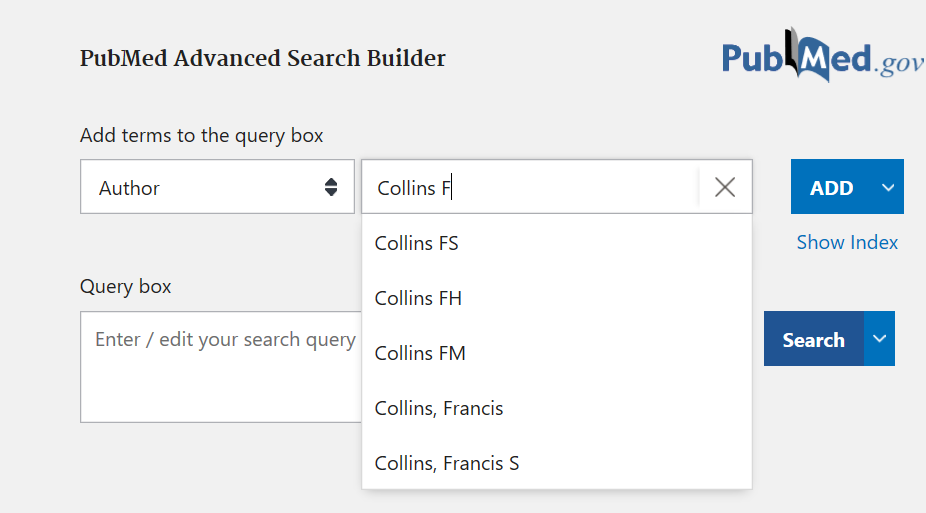 PubMed Advanced Search Builder
PubMed.gov
Add terms to the query box
Author
Collins F
ADD
Collins FS
Show Index
Query box
Collins FH
Enter / edit your search query
Search
Collins FM
Collins, Francis
Collins, Francis S